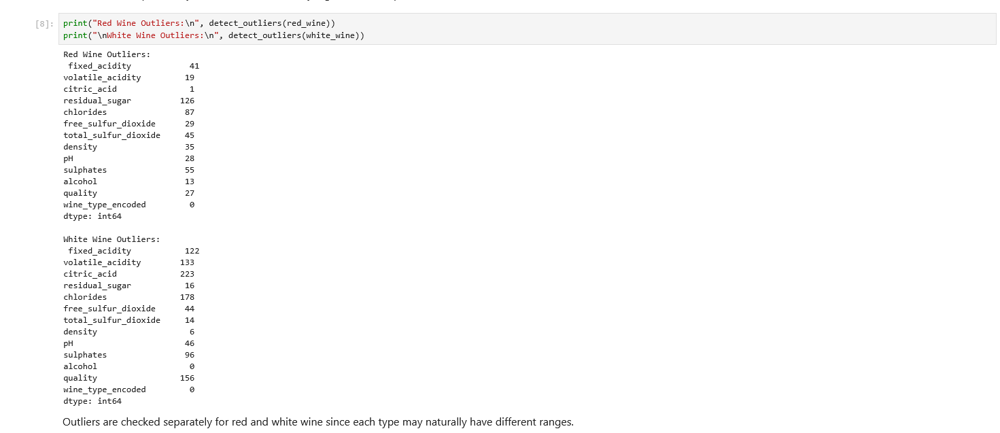 [8]: print("Red Wine Outliers:\n", detect_outliers(red_wine))
print("\nWhite Wine Outliers:\n", detect_outliers(white_wine))
Red Wine Outliers:
 fixed_acidity            41
volatile_acidity         19
citric_acid               1
residual_sugar          126
chlorides                87
free_sulfur_dioxide      29
total_sulfur_dioxide     45
density                  35
pH                       28
sulphates                55
alcohol                  13
quality                  27
wine_type_encoded         0
dtype: int64

White Wine Outliers:
 fixed_acidity           122
volatile_acidity        133
citric_acid             223
residual_sugar           16
chlorides               178
free_sulfur_dioxide      44
total_sulfur_dioxide     14
density                   6
pH                       46
sulphates                96
alcohol                   0
quality                 156
wine_type_encoded         0
dtype: int64
Outliers are checked separately for red and white wine since each type may naturally have different ranges.